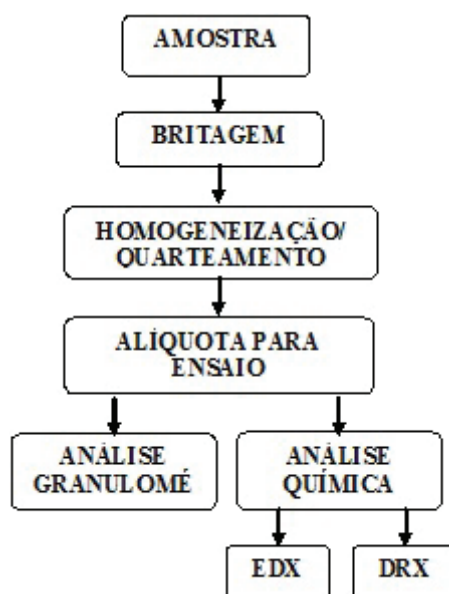 AMOSTRA
BRITAGEM
HOMOGENEIZAÇÃO/
QUARTEAMENTO
ALÍQUOTA PARA
ENSAIO
ANÁLISE
GRANULOMÉ
ANÁLISE
QUÍMICA
EDX
DRX